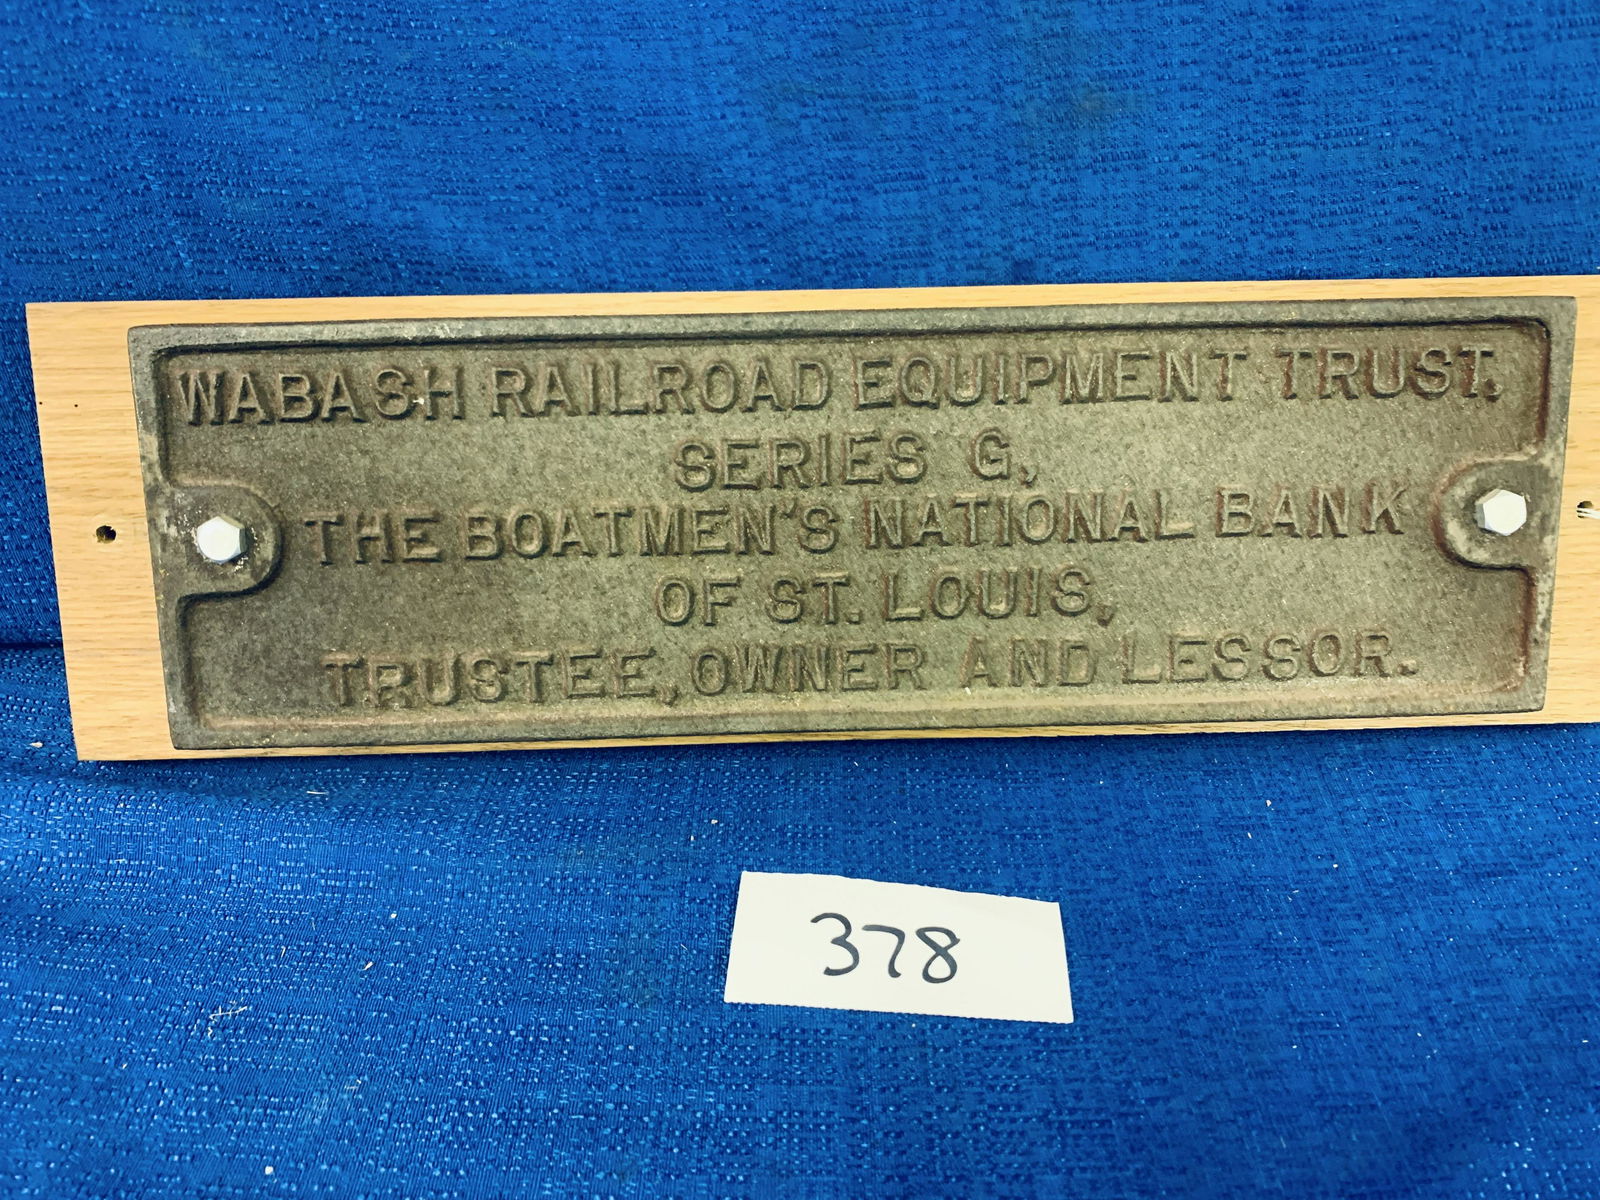 WABASH RAILROAD EQUIPMENT TRUST.
SERIES G,
THE BOATMEN'S NATIONAL BANK
OF ST. LOUIS,
TRUSTEE, OWNER AND LESSOR.
378